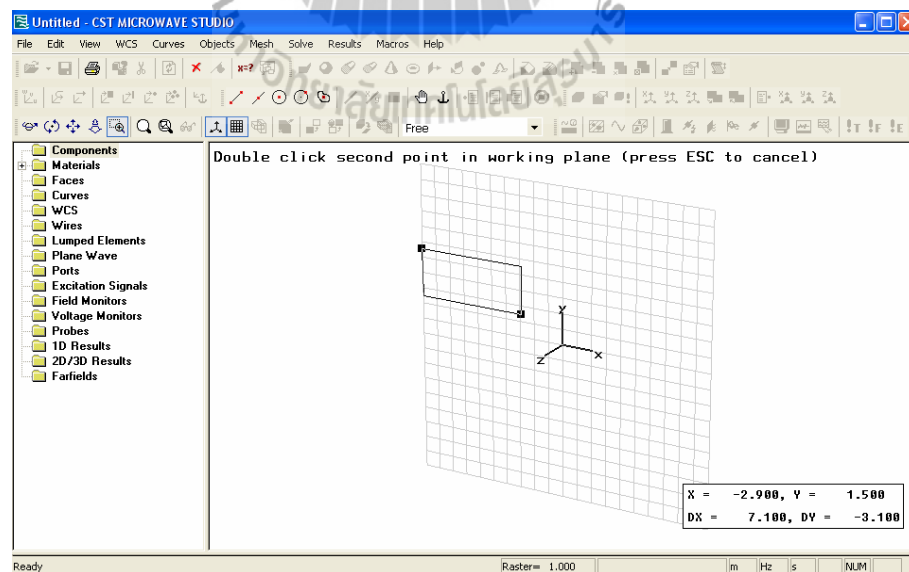 Untitled - CST MICROWAVE STUDIO
File Edit View WCS Curves Objects Mesh Solve Results Macros Help
x=?
Free
!T !F !E
Components
Materials
Faces
Curves
WCS
Wires
Lumped Elements
Plane Wave
Ports
Excitation Signals
Field Monitors
Voltage Monitors
Probes
1D Results
2D/3D Results
Farfields
Double click second point in working plane (press ESC to cancel)
y
z x
X = -2.900, Y = 1.500
DX = 7.100, DY = -3.100
Ready Raster= 1.000 m Hz s NUM